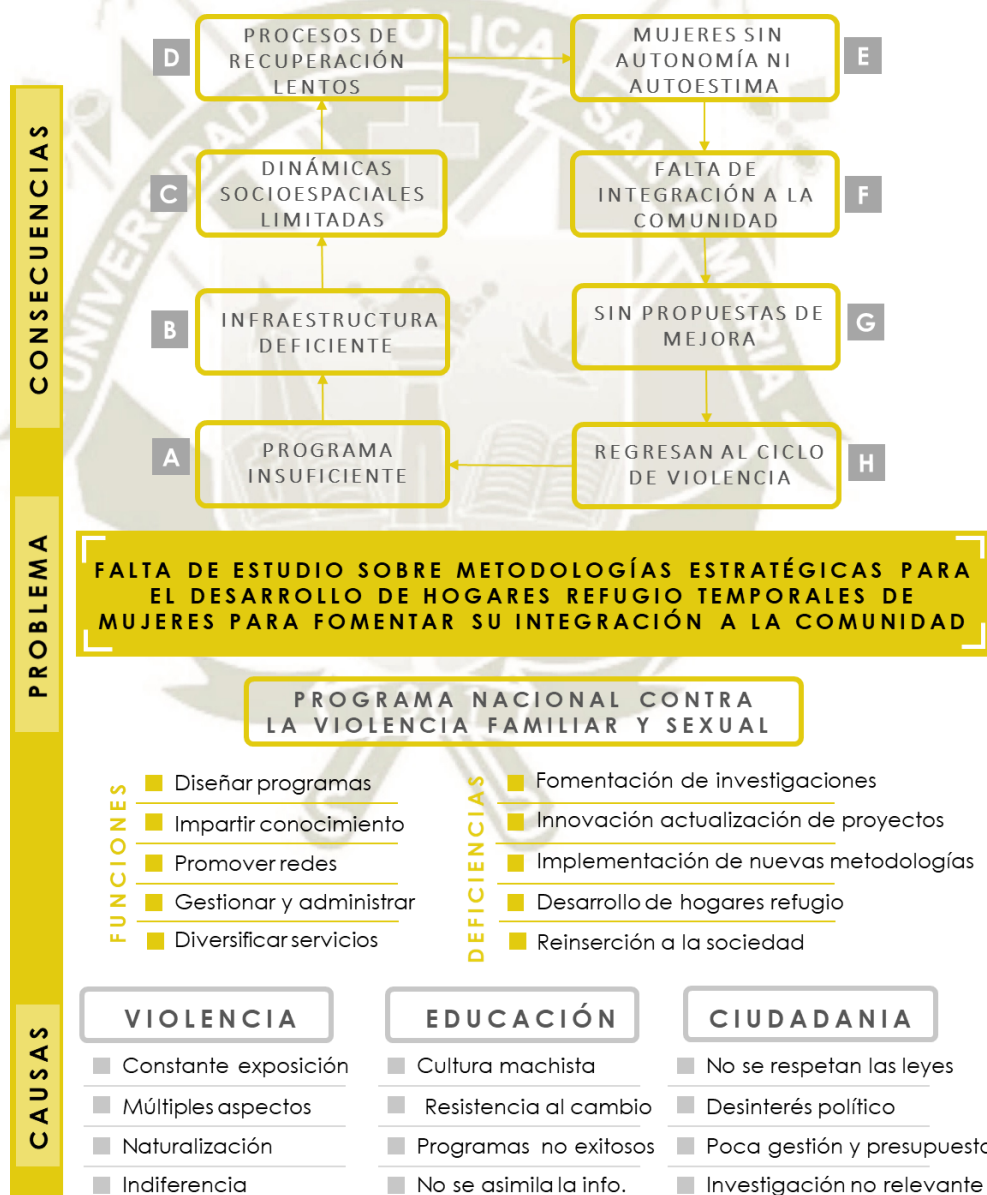 CONSECUENCIAS
D
PROCESOS DE
RECUPERACIÓN
LENTOS
MUJERES SIN
AUTONOMÍA NI
AUTOESTIMA
E
C
DINÁMICAS
SOCIOESPACIALES
LIMITADAS
FALTA DE
INTEGRACIÓN A LA
COMUNIDAD
F
B
INFRAESTRUCTURA
DEFICIENTE
SIN PROPUESTAS DE
MEJORA
G
A
PROGRAMA
INSUFICIENTE
REGRESAN AL CICLO
DE VIOLENCIA
H
UNIVERSIDAD CATOLICA SANTA MARIA
PROBLEMA
FALTA DE ESTUDIO SOBRE METODOLOGÍAS ESTRATÉGICAS PARA
EL DESARROLLO DE HOGARES REFUGIO TEMPORALES DE
MUJERES PARA FOMENTAR SU INTEGRACIÓN A LA COMUNIDAD
PROGRAMA NACIONAL CONTRA
LA VIOLENCIA FAMILIAR Y SEXUAL
FUNCIONES
Diseñar programas
Impartir conocimiento
Promover redes
Gestionar y administrar
Diversificar servicios
DEFICIENCIAS
Fomentación de investigaciones
Innovación actualización de proyectos
Implementación de nuevas metodologías
Desarrollo de hogares refugio
Reinserción a la sociedad
CAUSAS
VIOLENCIA
Constante exposición
Múltiples aspectos
Naturalización
Indiferencia
EDUCACIÓN
Cultura machista
Resistencia al cambio
Programas no exitosos
No se asimila la info.
CIUDADANIA
No se respetan las leyes
Desinterés político
Poca gestión y presupuesto
Investigación no relevante